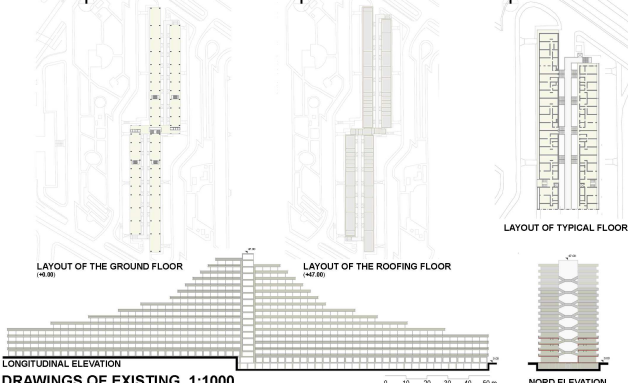 LAYOUT OF THE GROUND FLOOR
(+0.00)
LAYOUT OF THE ROOFING FLOOR
(+47.00)
LAYOUT OF TYPICAL FLOOR
LONGITUDINAL ELEVATION
DRAWINGS OF EXISTING 1:1000
0 10 20 30 40 50 m
NORD ELEVATION